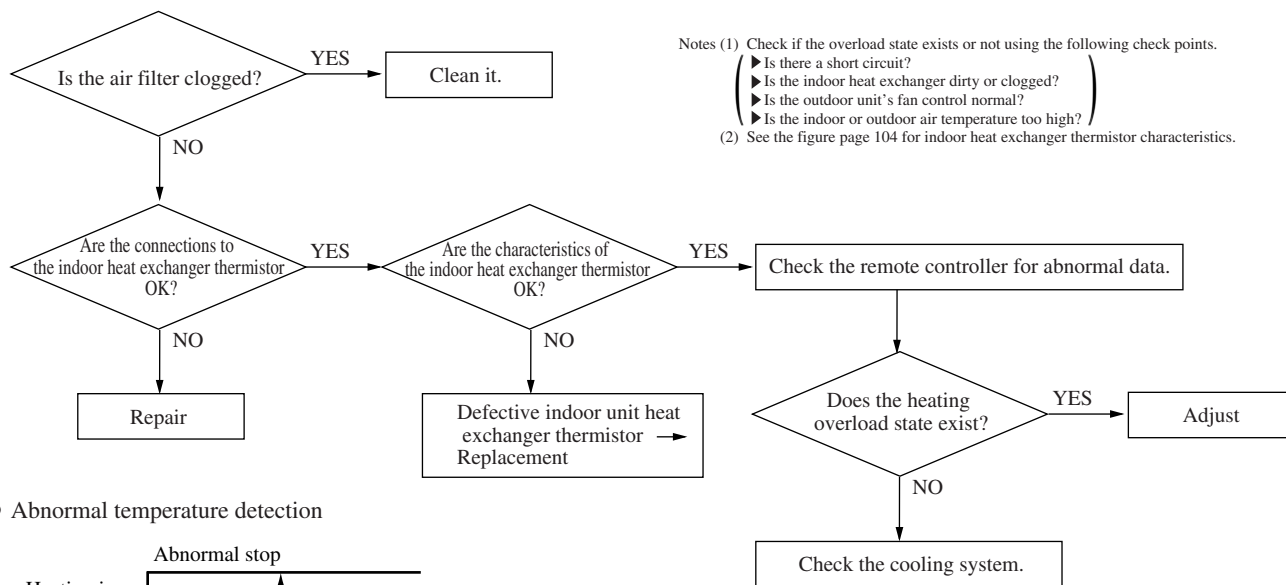 Is the air filter clogged?
YES
Clean it.
NO
Notes (1) Check if the overload state exists or not using the following check points.
▶Is there a short circuit?
▶Is the indoor heat exchanger dirty or clogged?
▶Is the outdoor unit's fan control normal?
▶Is the indoor or outdoor air temperature too high?
(2) See the figure page 104 for indoor heat exchanger thermistor characteristics.
Are the connections to
the indoor heat exchanger thermistor
OK?
YES
NO
Repair
Are the characteristics of
the indoor heat exchanger thermistor
OK?
YES
NO
Defective indoor unit heat
exchanger thermistor →
Replacement
Check the remote controller for abnormal data.
Does the heating
overload state exist?
YES
Adjust
NO
Check the cooling system.
Abnormal temperature detection
Abnormal stop